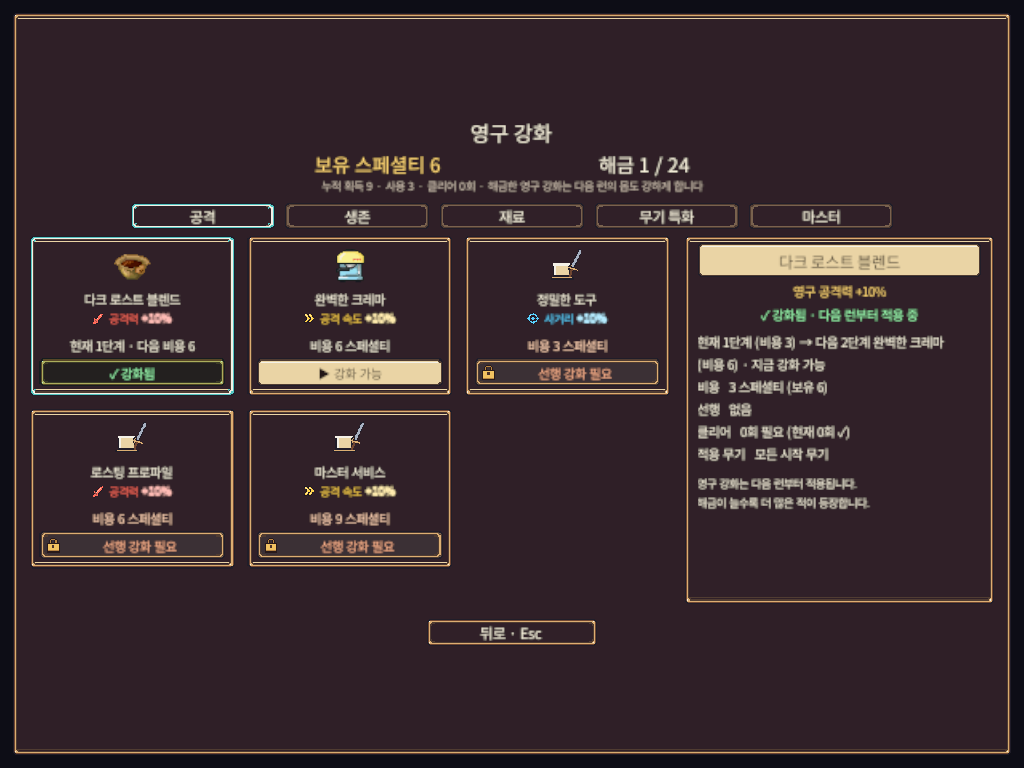 영구 강화
보유 스페셜티 6
해금 1 / 24
누적 획득 9 · 사용 3 · 클리어 0회 · 해금한 영구 강화는 다음 런의 몹도 강하게 합니다
공격
생존
재료
무기 특화
마스터
다크 로스트 블렌드
공격력 +10%
현재 1단계 · 다음 비용 6
✓ 강화됨
완벽한 크레마
공격 속도 +10%
비용 6 스페셜티
▶ 강화 가능
정밀한 도구
사거리 +10%
비용 3 스페셜티
선행 강화 필요
로스팅 프로파일
공격력 +10%
비용 6 스페셜티
선행 강화 필요
마스터 서비스
공격 속도 +10%
비용 9 스페셜티
선행 강화 필요
다크 로스트 블렌드
영구 공격력 +10%
✓ 강화됨 · 다음 런부터 적용 중
현재 1단계 (비용 3) → 다음 2단계 완벽한 크레마
(비용 6) · 지금 강화 가능
비용 3 스페셜티 (보유 6)
선행 없음
클리어 0회 필요 (현재 0회 ✓)
적용 무기 모든 시작 무기
영구 강화는 다음 런부터 적용됩니다.
해금이 늘수록 더 많은 적이 등장합니다.
뒤로 · Esc